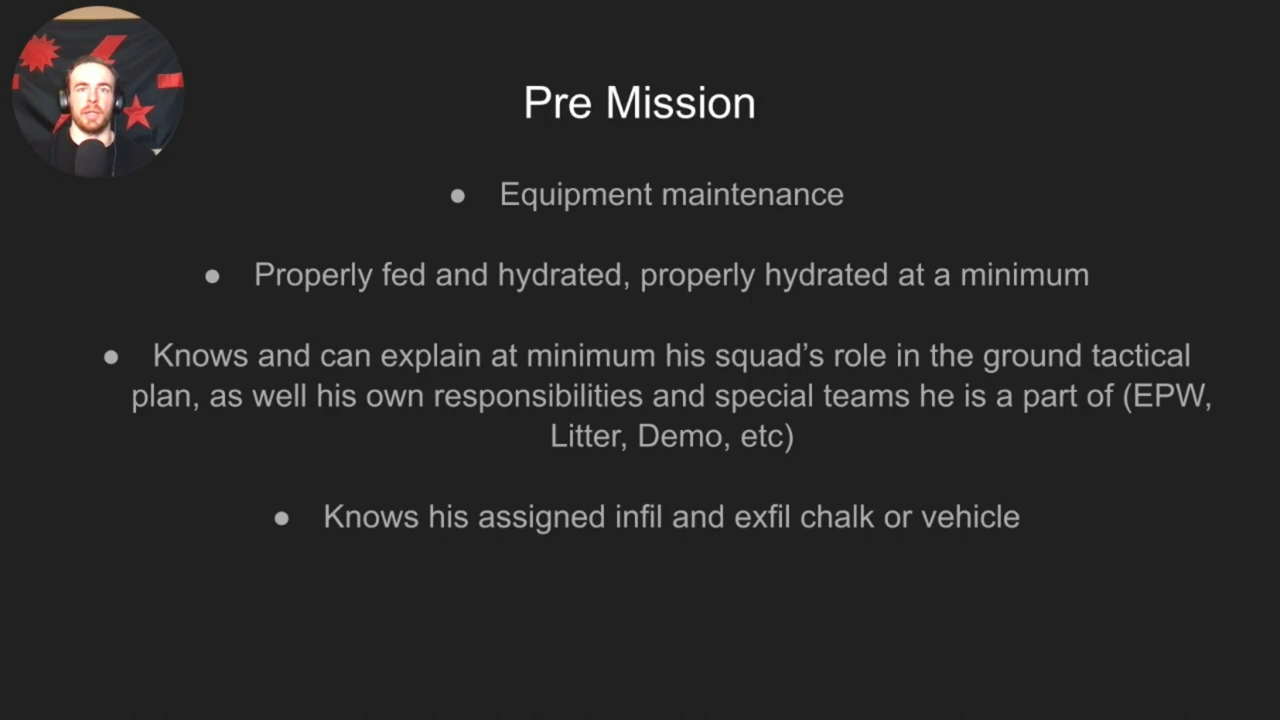 Pre Mission
● Equipment maintenance
● Properly fed and hydrated, properly hydrated at a minimum
● Knows and can explain at minimum his squad’s role in the ground tactical
plan, as well his own responsibilities and special teams he is a part of (EPW,
Litter, Demo, etc)
● Knows his assigned infil and exfil chalk or vehicle